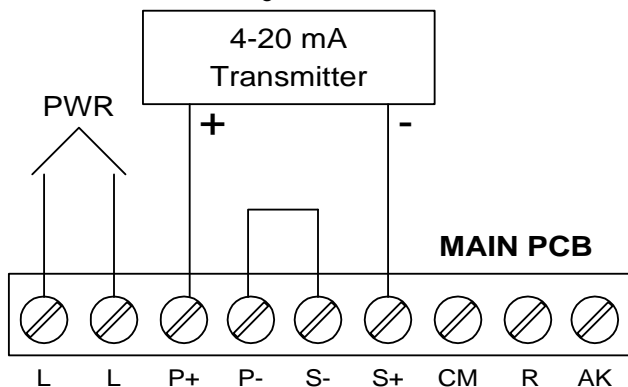 4-20 mA
Transmitter
PWR
+ -
MAIN PCB
L L P+ P- S- S+ CM R AK